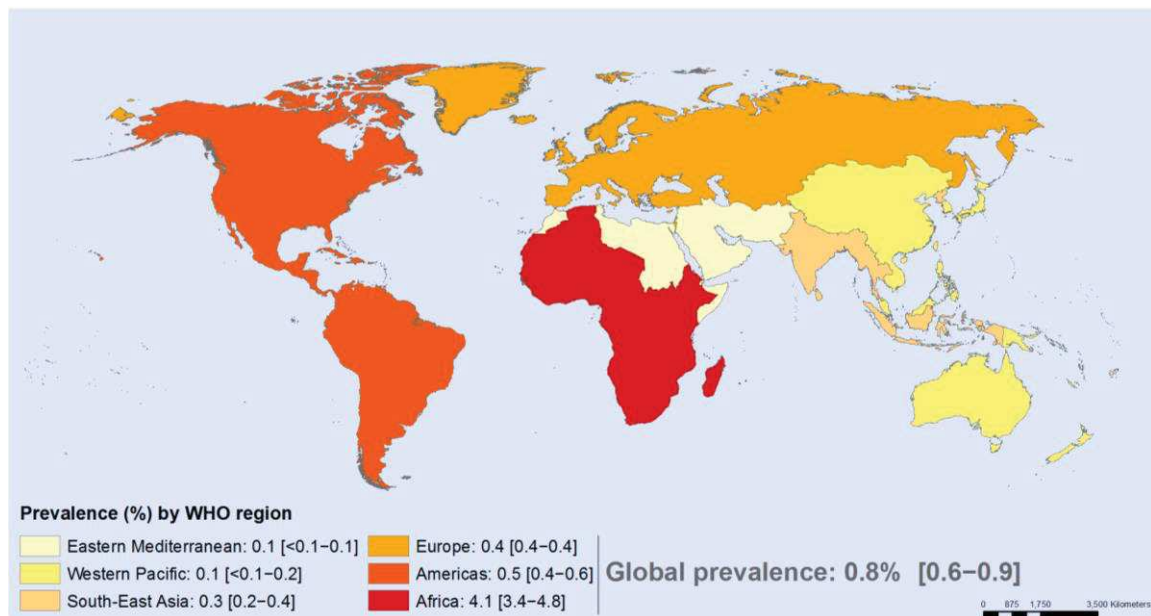 Prevalence (%) by WHO region
Eastern Mediterranean: 0.1 [<0.1–0.1]
Western Pacific: 0.1 [<0.1–0.2]
South-East Asia: 0.3 [0.2–0.4]
Europe: 0.4 [0.4–0.4]
Americas: 0.5 [0.4–0.6]
Africa: 4.1 [3.4–4.8]
Global prevalence: 0.8% [0.6–0.9]
0 875 1,750 3,500 Kilometers